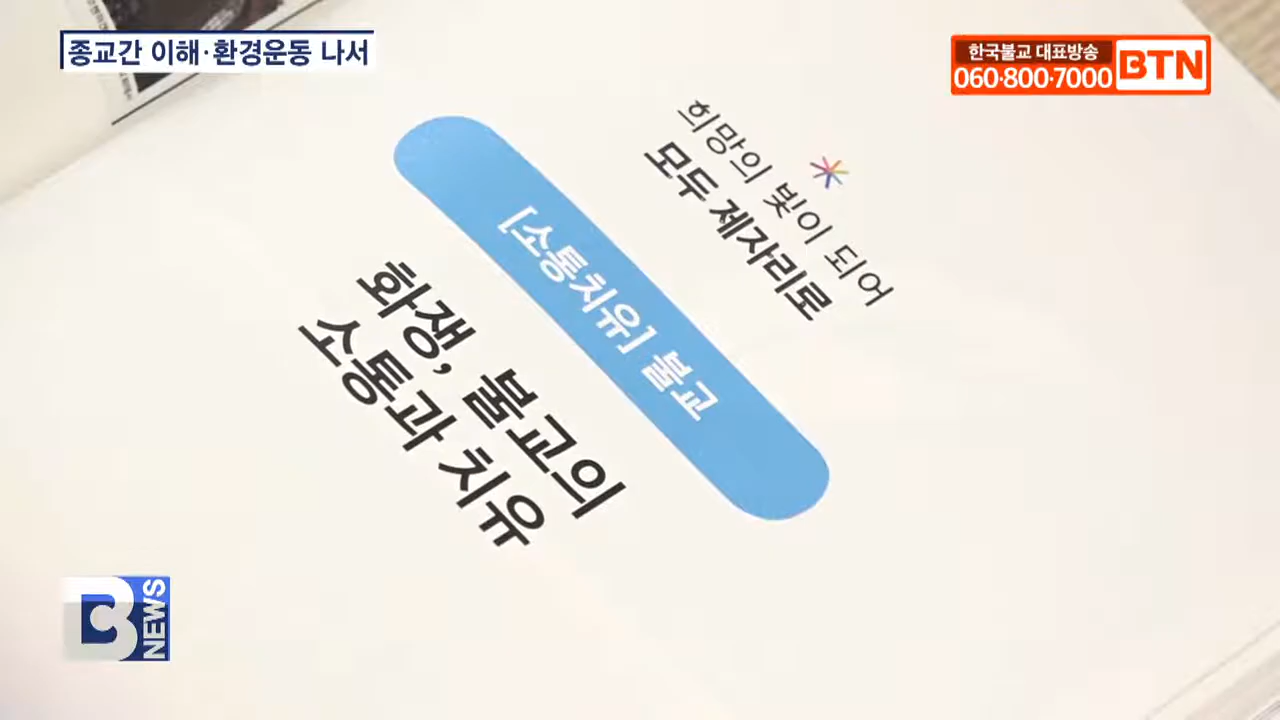 종교간 이해·환경운동 나서
한국불교 대표방송
060·800·7000
BTN
희망의 빛이 되어
모두 제자리로
[소통치유] 불교
화쟁, 불교의
소통과 치유
B NEWS